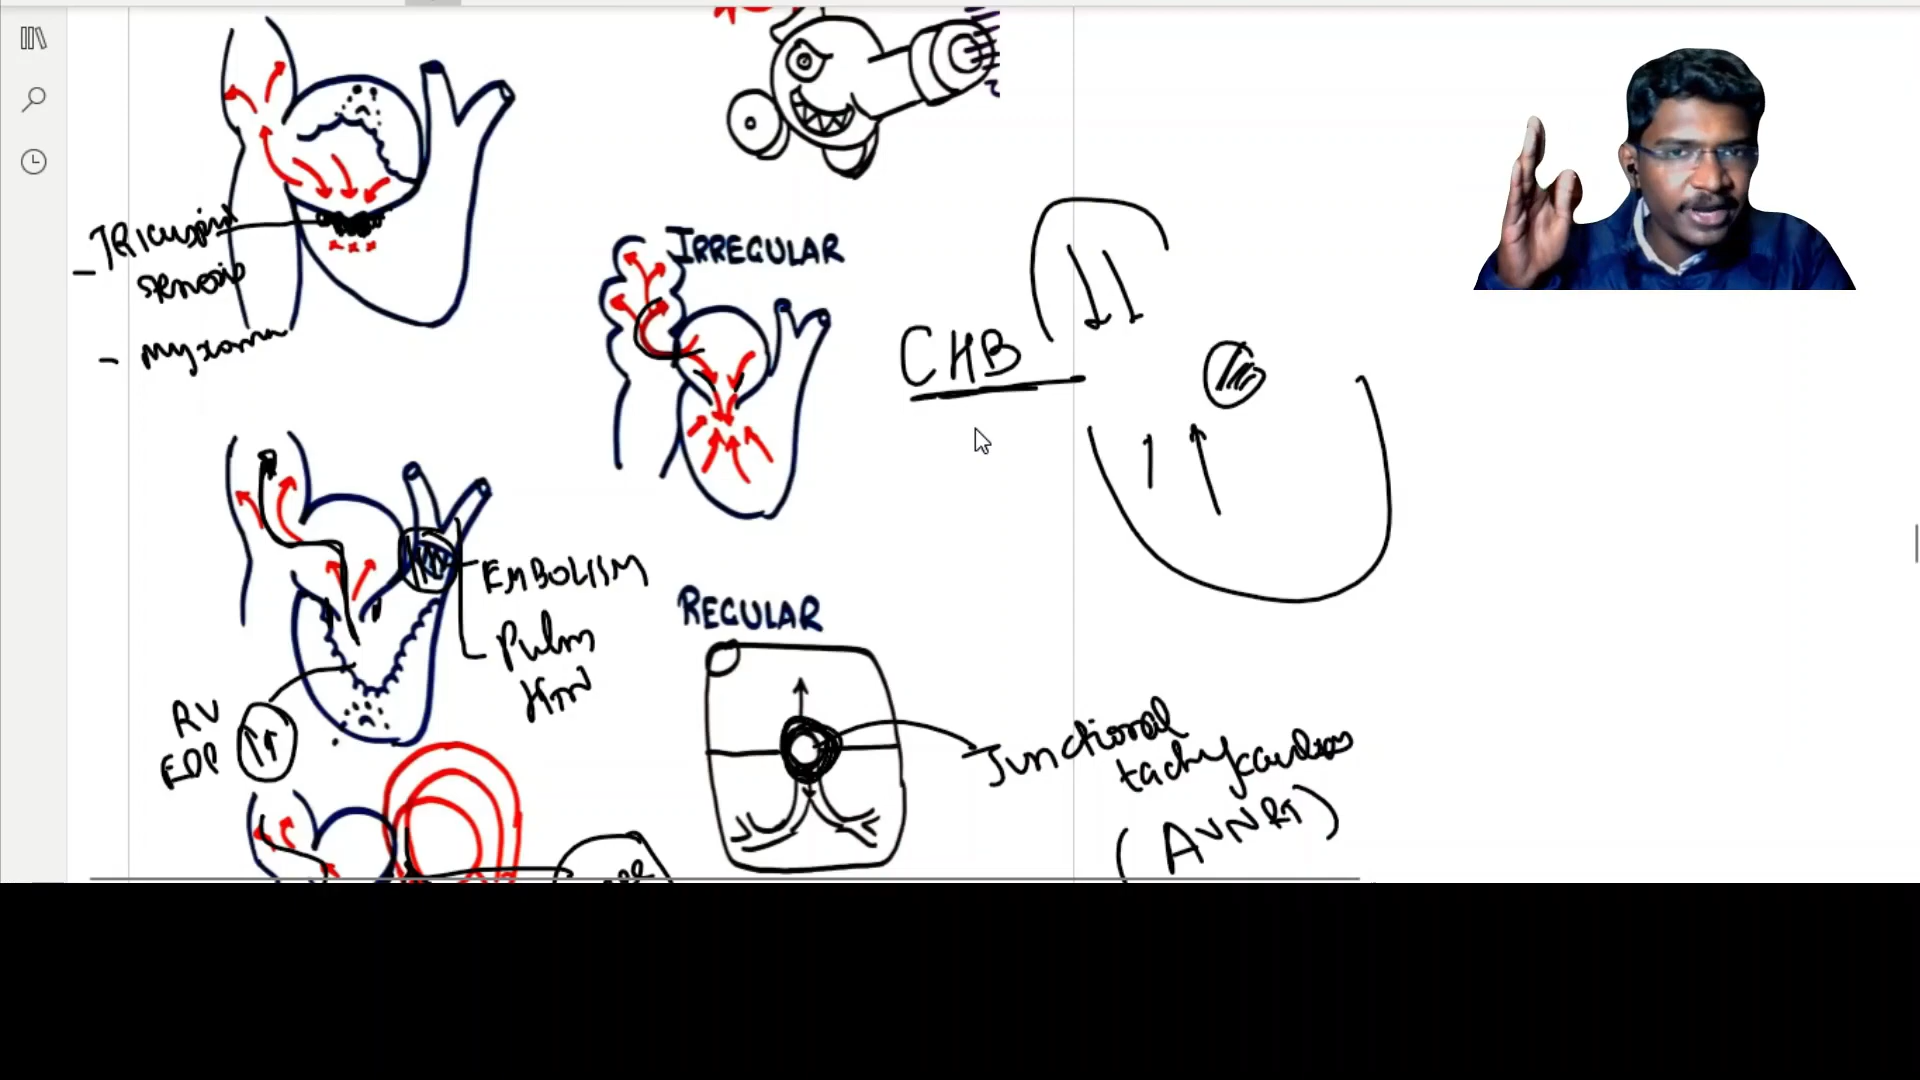 - TRICUSPID
STENOSIS
- Myxoma
IRREGULAR
CHB
EMBOLISM
Pulm
HTN
RV
EDP
REGULAR
Junctional
tachycardia
(AVNRT)